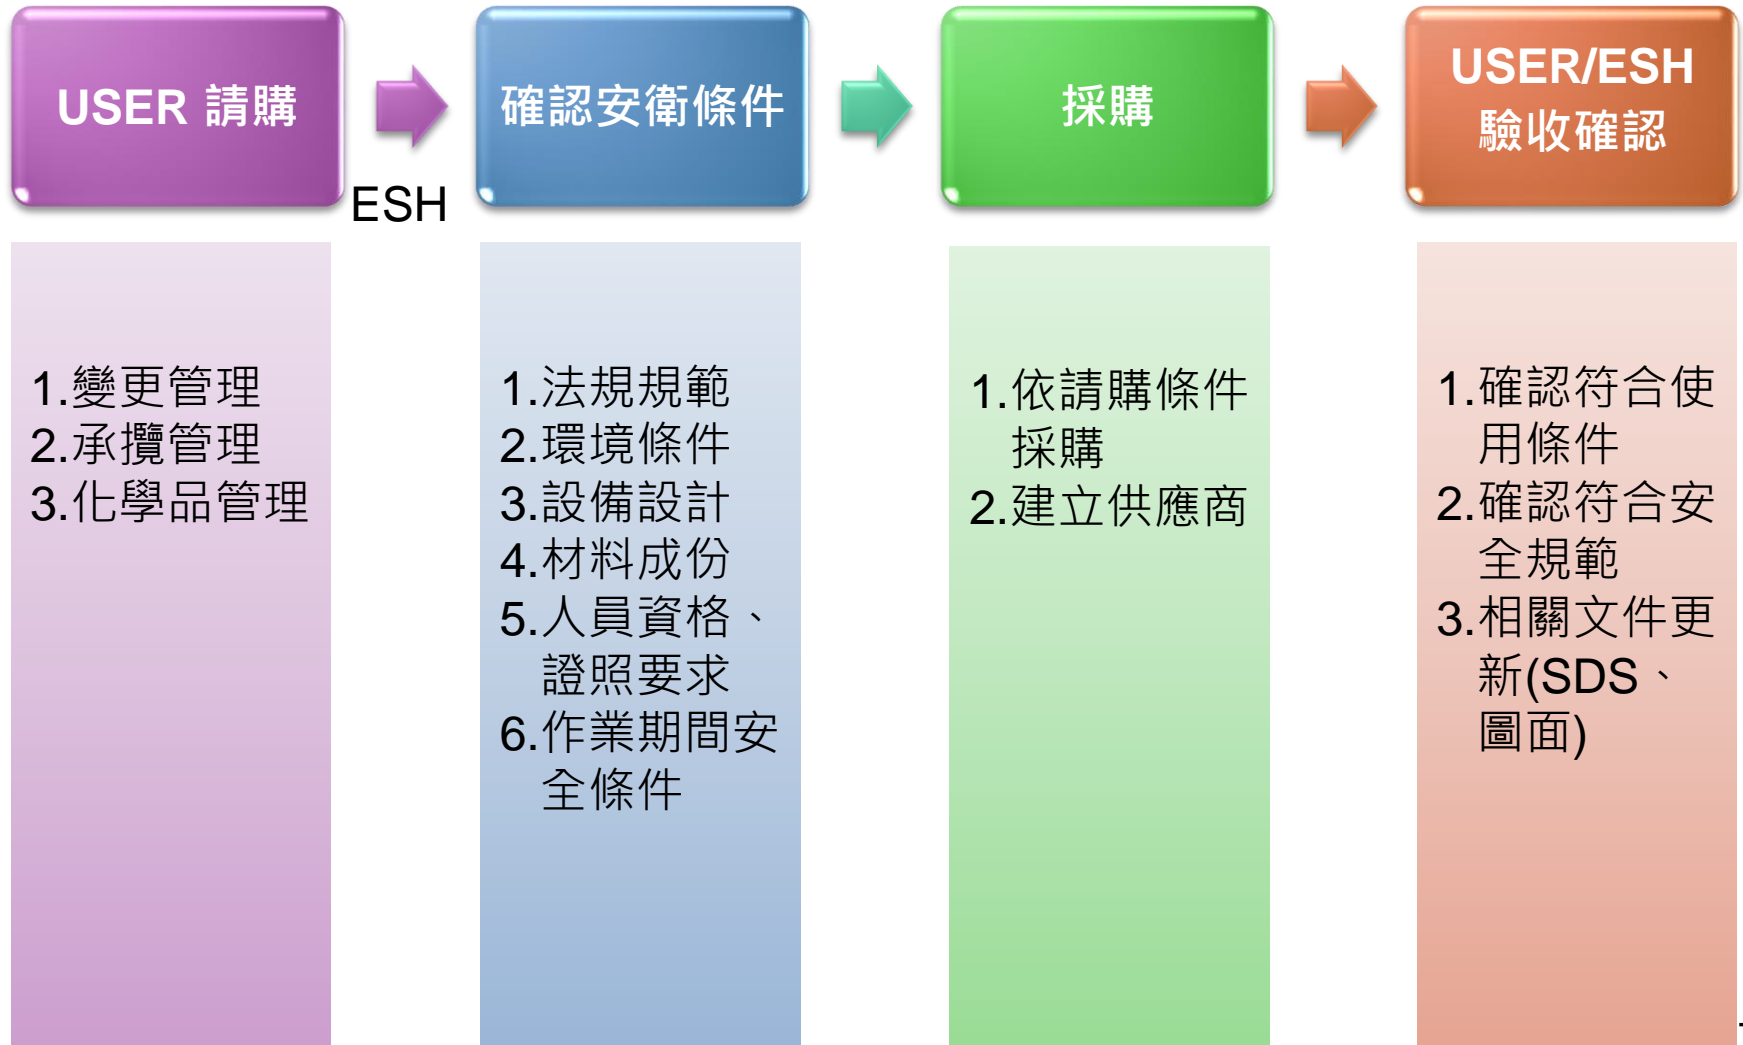 USER 請購
ESH
確認安衛條件
採購
USER/ESH
驗收確認
1.變更管理
2.承攬管理
3.化學品管理
1.法規規範
2.環境條件
3.設備設計
4.材料成份
5.人員資格、
證照要求
6.作業期間安
全條件
1.依請購條件
採購
2.建立供應商
1.確認符合使
用條件
2.確認符合安
全規範
3.相關文件更
新(SDS、
圖面)